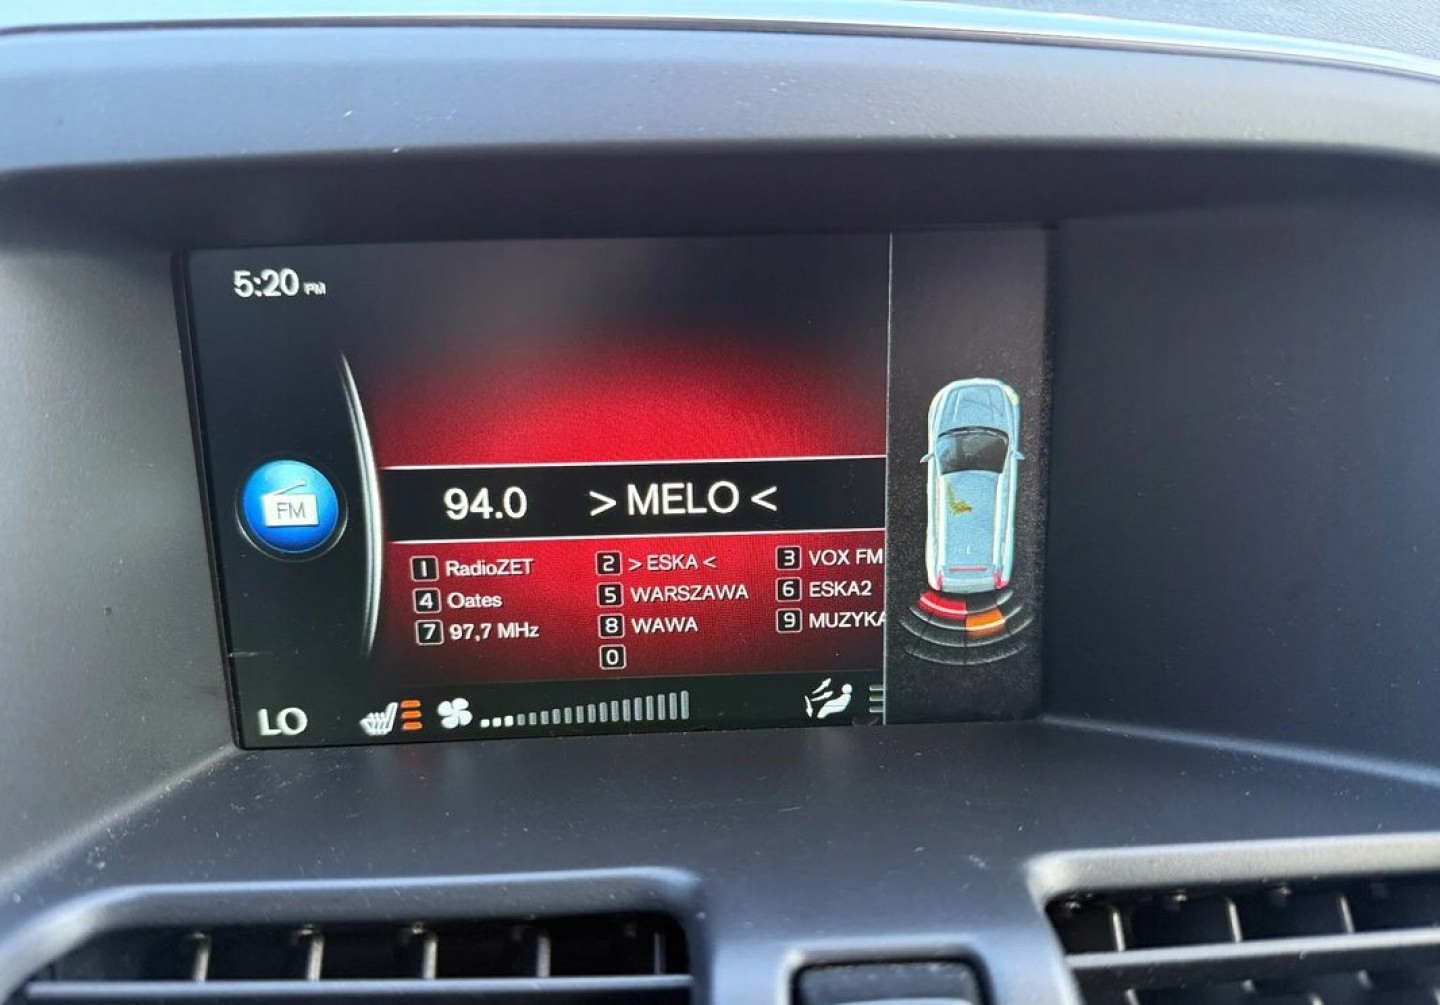 5:20 PM
FM
94.0 > MELO <
1 RadioZET 2 > ESKA < 3 VOX FM
4 Oates 5 WARSZAWA 6 ESKA2
7 97,7 MHz 8 WAWA 9 MUZYKA
0
LO